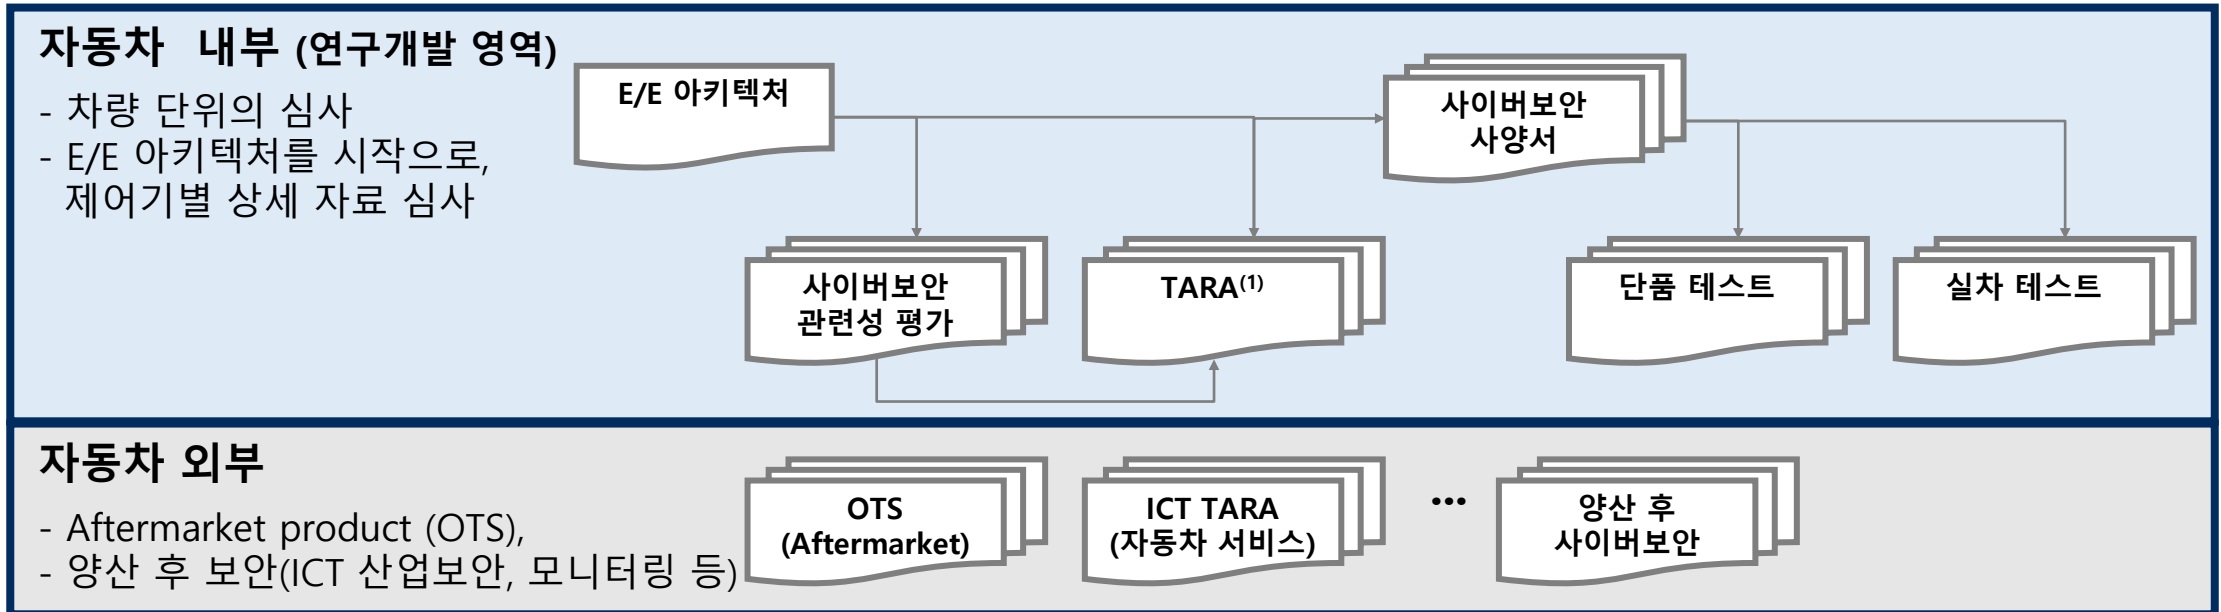 자동차 내부 (연구개발 영역)
- 차량 단위의 심사
- E/E 아키텍처를 시작으로,
제어기별 상세 자료 심사
E/E 아키텍처
사이버보안
사양서
사이버보안
관련성 평가
TARA(1)
단품 테스트
실차 테스트
자동차 외부
- Aftermarket product (OTS),
- 양산 후 보안(ICT 산업보안, 모니터링 등)
OTS
(Aftermarket)
ICT TARA
(자동차 서비스)
...
양산 후
사이버보안